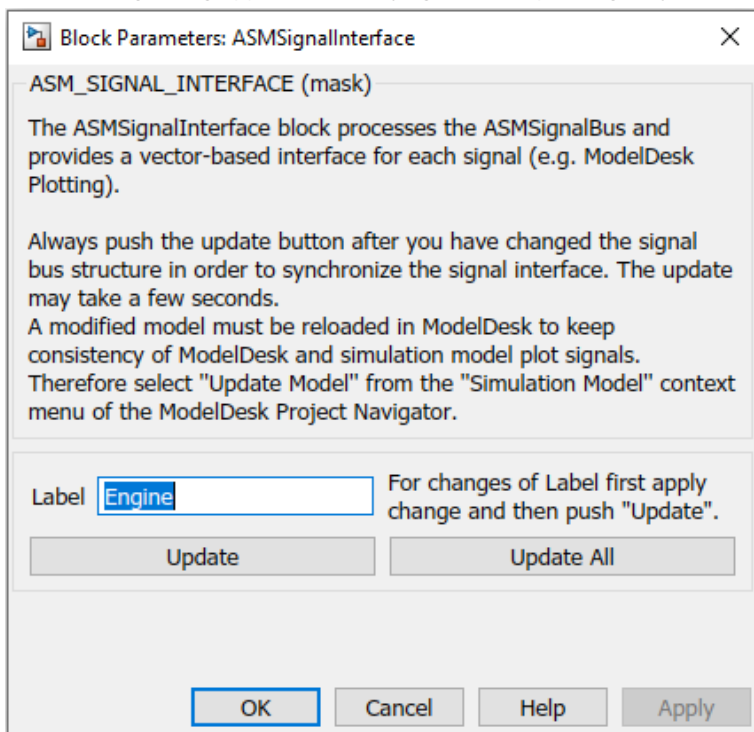 Block Parameters: ASMSignalInterface
ASM_SIGNAL_INTERFACE (mask)
The ASMSignalInterface block processes the ASMSignalBus and
provides a vector-based interface for each signal (e.g. ModelDesk
Plotting).
Always push the update button after you have changed the signal
bus structure in order to synchronize the signal interface. The update
may take a few seconds.
A modified model must be reloaded in ModelDesk to keep
consistency of ModelDesk and simulation model plot signals.
Therefore select "Update Model" from the "Simulation Model" context
menu of the ModelDesk Project Navigator.
Label Engine
For changes of Label first apply
change and then push "Update".
Update Update All
OK Cancel Help Apply